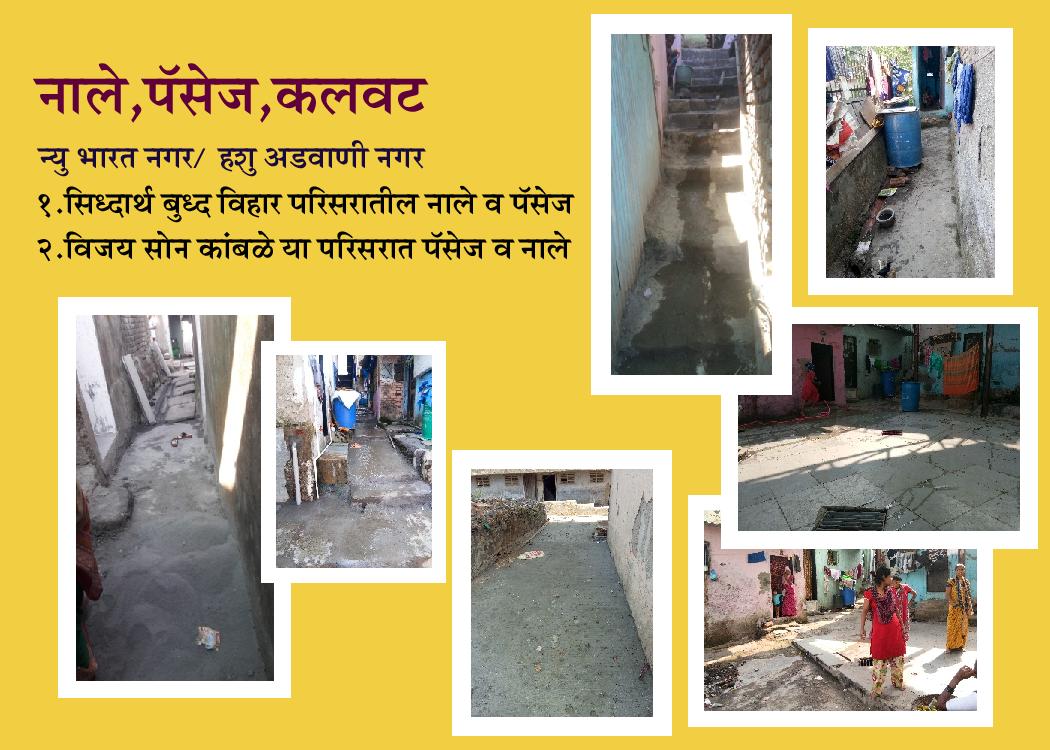 नाले,पॅसेज,कलवट
न्यु भारत नगर/ हशु अडवाणी नगर
१.सिध्दार्थ बुध्द विहार परिसरातील नाले व पॅसेज
२.विजय सोन कांबळे या परिसरात पॅसेज व नाले